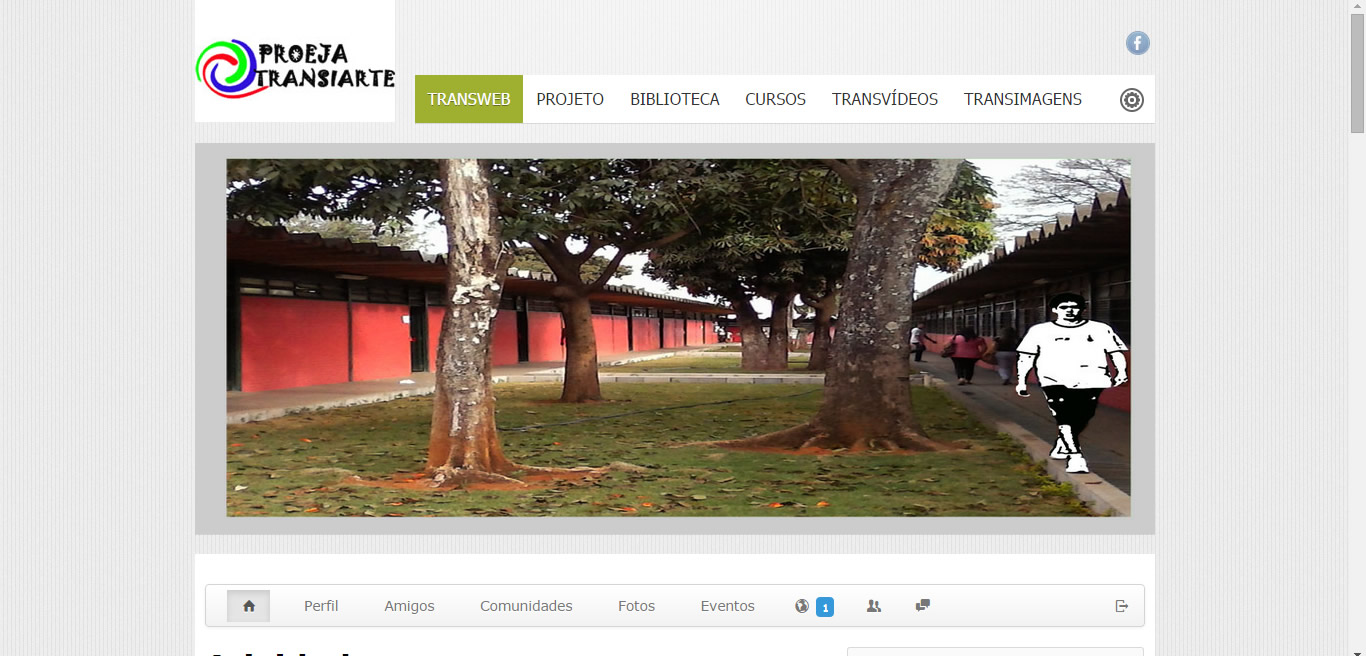 PROEJA
TRANSIARTE
TRANSWEB PROJETO BIBLIOTECA CURSOS TRANSVÍDEOS TRANSIMAGENS
Perfil Amigos Comunidades Fotos Eventos 1